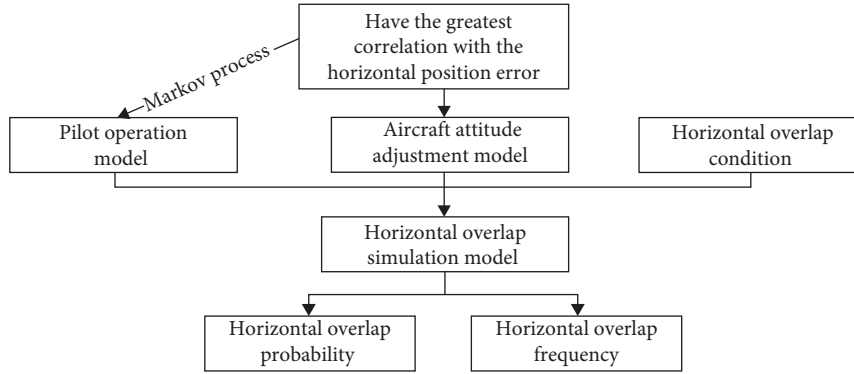 Have the greatest
correlation with the
horizontal position error
Markov process
Pilot operation
model
Aircraft attitude
adjustment model
Horizontal overlap
condition
Horizontal overlap
simulation model
Horizontal overlap
probability
Horizontal overlap
frequency